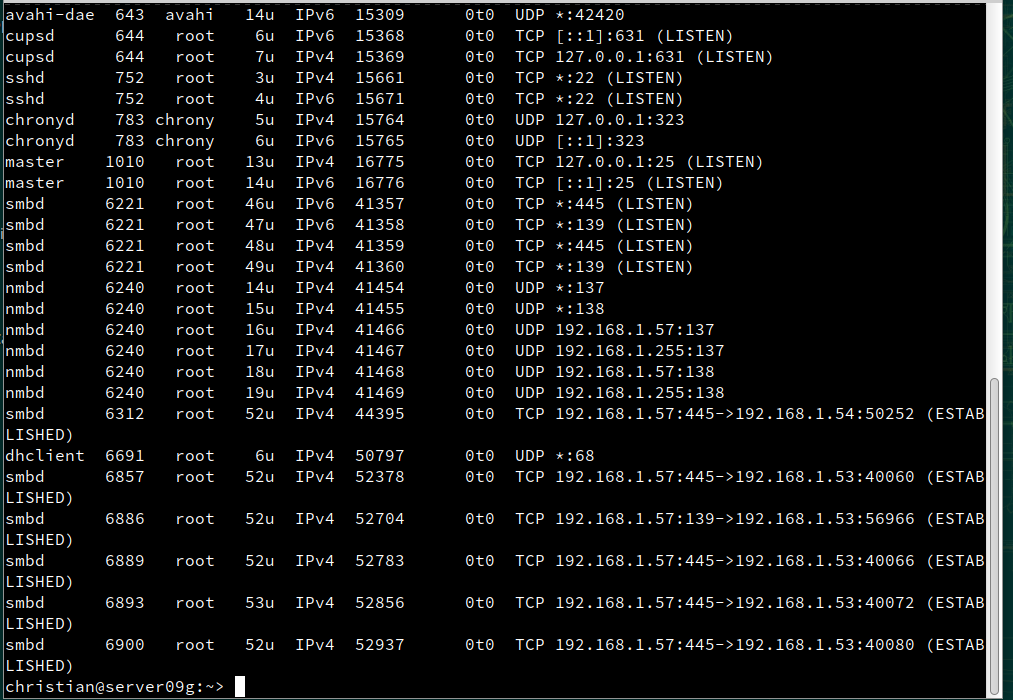 avahi-dae  643  avahi   14u  IPv6  15309      0t0  UDP *:42420
cupsd      644   root    6u  IPv6  15368      0t0  TCP [::1]:631 (LISTEN)
cupsd      644   root    7u  IPv4  15369      0t0  TCP 127.0.0.1:631 (LISTEN)
sshd       752   root    3u  IPv4  15661      0t0  TCP *:22 (LISTEN)
sshd       752   root    4u  IPv6  15671      0t0  TCP *:22 (LISTEN)
chronyd    783 chrony    5u  IPv4  15764      0t0  UDP 127.0.0.1:323
chronyd    783 chrony    6u  IPv6  15765      0t0  UDP [::1]:323
master    1010   root   13u  IPv4  16775      0t0  TCP 127.0.0.1:25 (LISTEN)
master    1010   root   14u  IPv6  16776      0t0  TCP [::1]:25 (LISTEN)
smbd      6221   root   46u  IPv6  41357      0t0  TCP *:445 (LISTEN)
smbd      6221   root   47u  IPv6  41358      0t0  TCP *:139 (LISTEN)
smbd      6221   root   48u  IPv4  41359      0t0  TCP *:445 (LISTEN)
smbd      6221   root   49u  IPv4  41360      0t0  TCP *:139 (LISTEN)
nmbd      6240   root   14u  IPv4  41454      0t0  UDP *:137
nmbd      6240   root   15u  IPv4  41455      0t0  UDP *:138
nmbd      6240   root   16u  IPv4  41466      0t0  UDP 192.168.1.57:137
nmbd      6240   root   17u  IPv4  41467      0t0  UDP 192.168.1.255:137
nmbd      6240   root   18u  IPv4  41468      0t0  UDP 192.168.1.57:138
nmbd      6240   root   19u  IPv4  41469      0t0  UDP 192.168.1.255:138
smbd      6312   root   52u  IPv4  44395      0t0  TCP 192.168.1.57:445->192.168.1.54:50252 (ESTAB
LISHED)
dhclient  6691   root    6u  IPv4  50797      0t0  UDP *:68
smbd      6857   root   52u  IPv4  52378      0t0  TCP 192.168.1.57:445->192.168.1.53:40060 (ESTAB
LISHED)
smbd      6886   root   52u  IPv4  52704      0t0  TCP 192.168.1.57:139->192.168.1.53:56966 (ESTAB
LISHED)
smbd      6889   root   52u  IPv4  52783      0t0  TCP 192.168.1.57:445->192.168.1.53:40066 (ESTAB
LISHED)
smbd      6893   root   53u  IPv4  52856      0t0  TCP 192.168.1.57:445->192.168.1.53:40072 (ESTAB
LISHED)
smbd      6900   root   52u  IPv4  52937      0t0  TCP 192.168.1.57:445->192.168.1.53:40080 (ESTAB
LISHED)
christian@server09g:~>